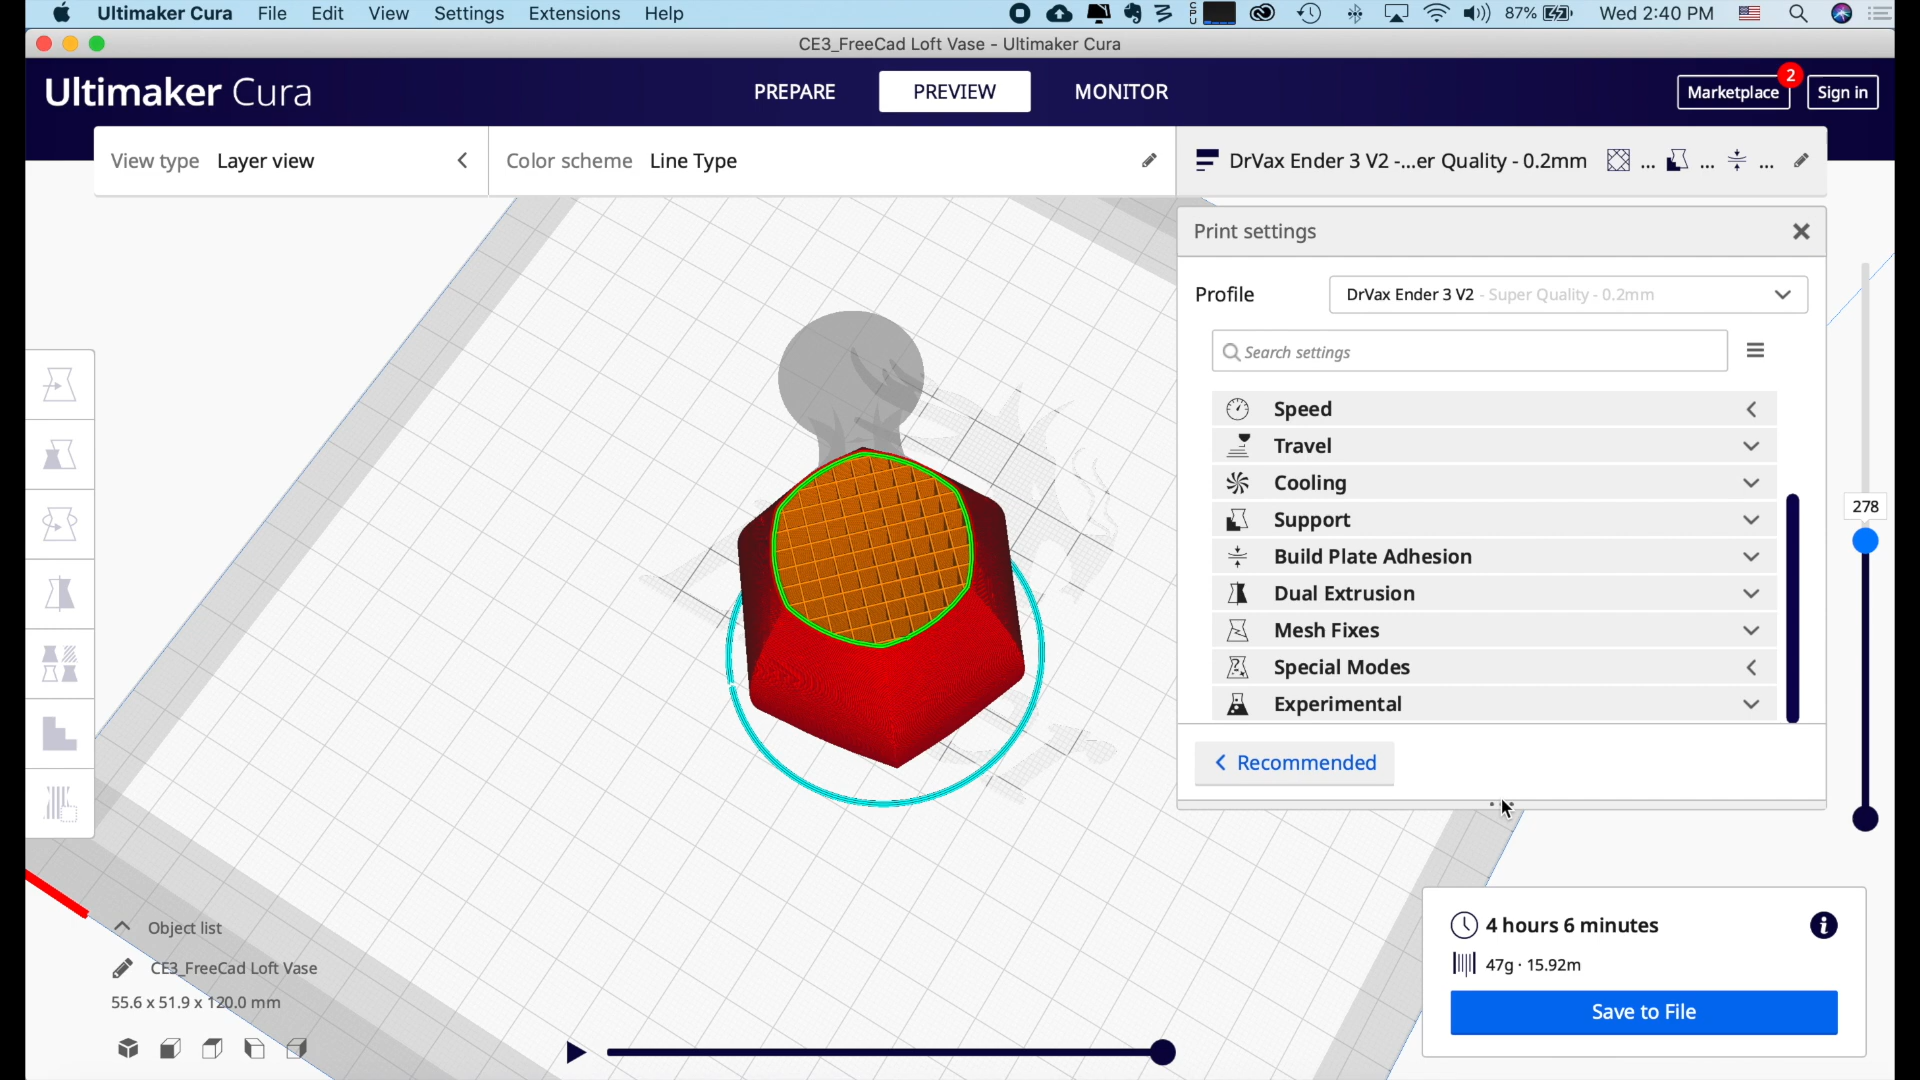 Ultimaker Cura File Edit View Settings Extensions Help 87% Wed 2:40 PM
CE3_FreeCad Loft Vase - Ultimaker Cura
Ultimaker Cura PREPARE PREVIEW MONITOR Marketplace 2 Sign in
View type Layer view Color scheme Line Type DrVax Ender 3 V2 -...er Quality - 0.2mm ... ... ...
Print settings
Profile DrVax Ender 3 V2 - Super Quality - 0.2mm
Search settings
Speed
Travel
Cooling
278
Support
Build Plate Adhesion
Dual Extrusion
Mesh Fixes
Special Modes
Experimental
Recommended
Object list
CE3_FreeCad Loft Vase
55.6 x 51.9 x 120.0 mm
4 hours 6 minutes
47g · 15.92m
Save to File